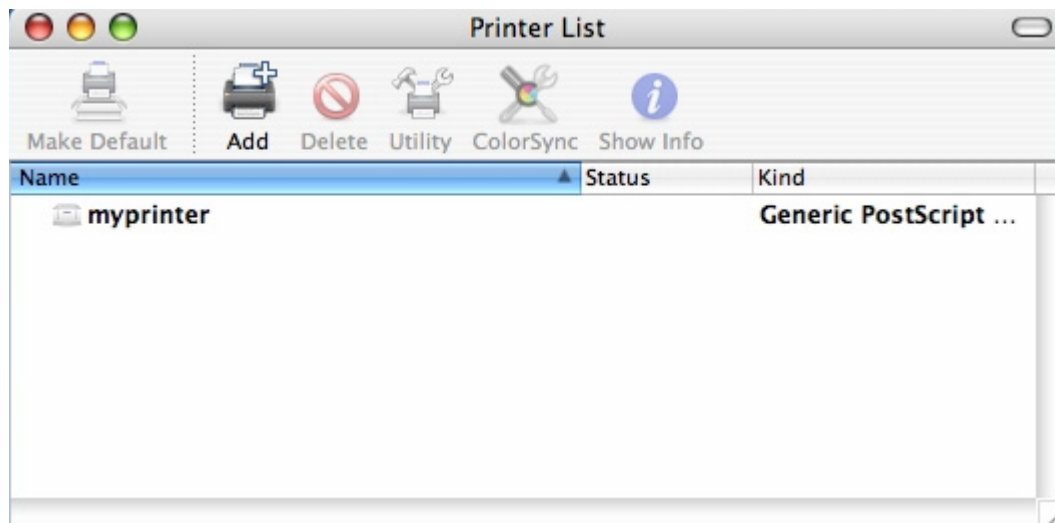 Printer List
Make Default Add Delete Utility ColorSync Show Info
Name Status Kind
myprinter Generic PostScript ...